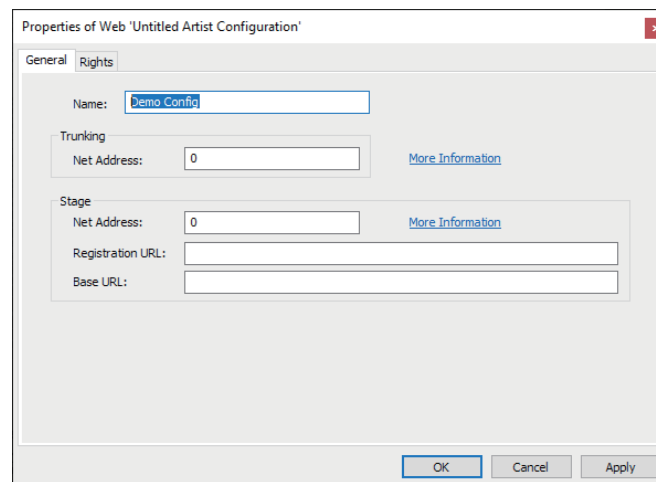 Properties of Web 'Untitled Artist Configuration'
General Rights
Name: Demo Config
Trunking
Net Address: 0 More Information
Stage
Net Address: 0 More Information
Registration URL:
Base URL:
OK Cancel Apply